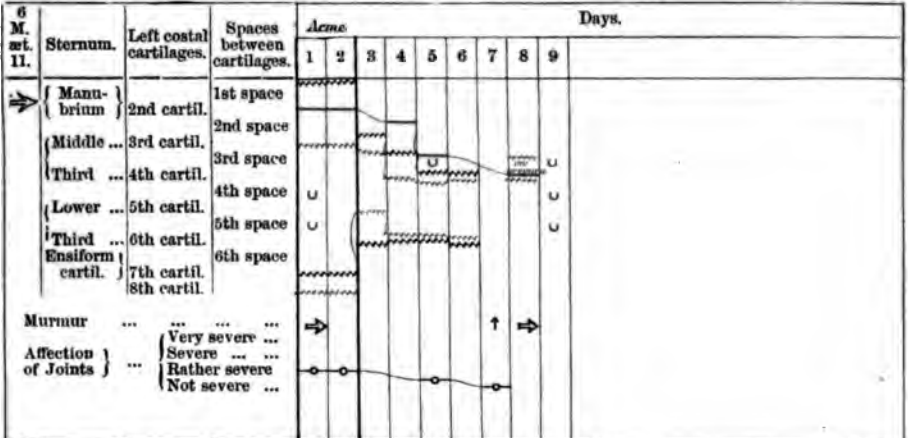 6
M.
æt.
11.
Sternum.
Left costal
cartilages.
Spaces
between
cartilages.
Acme
Days.
1 2 3 4 5 6 7 8 9
Manu-
brium
2nd cartil.
1st space
2nd space
Middle ... 3rd cartil.
3rd space
Third ... 4th cartil.
4th space
Lower ... 5th cartil.
5th space
Third ... 6th cartil.
Ensiform
cartil.
6th space
7th cartil.
8th cartil.
Murmur ... ... ... ...
Affection
of Joints
...
Very severe ...
Severe ... ...
Rather severe
Not severe ...